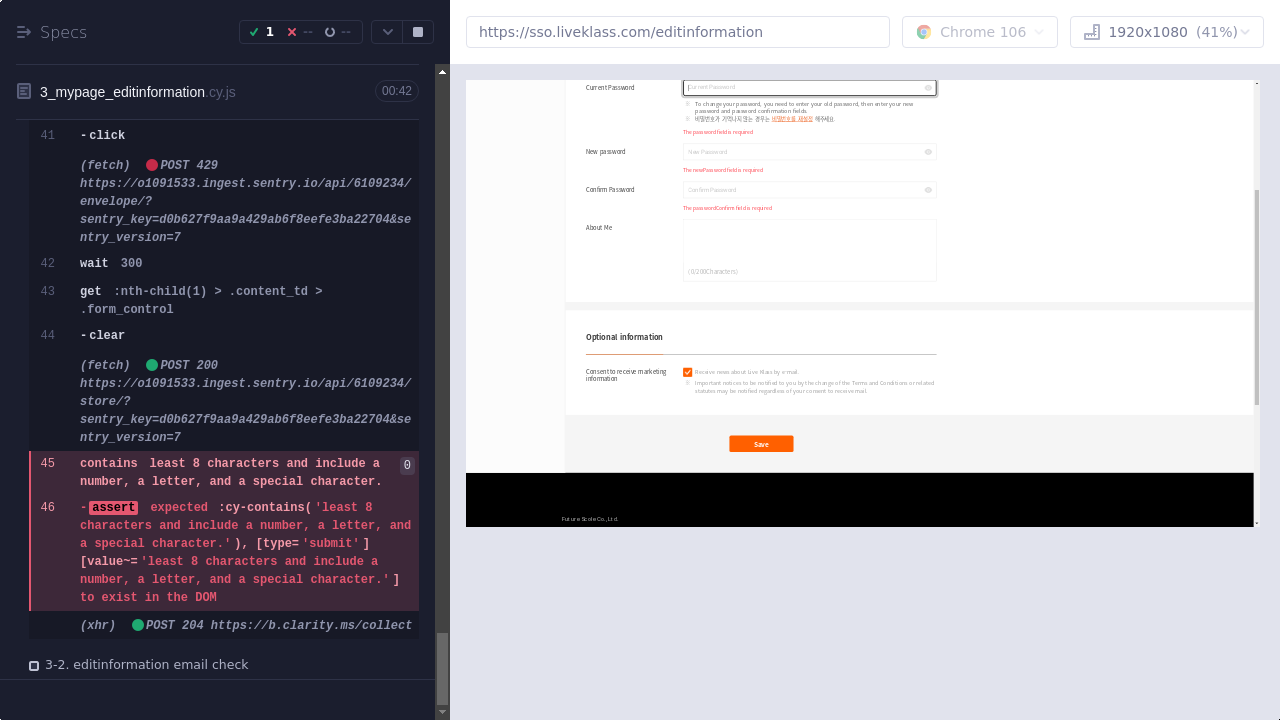 Specs
1
--
--
https://sso.liveklass.com/editinformation
Chrome 106
1920x1080 (41%)
3_mypage_editinformation.cy.js
00:42
41 -click
(fetch) POST 429
https://o1091533.ingest.sentry.io/api/6109234/
envelope/?
sentry_key=d0b627f9aa9a429ab6f8eefe3ba22704&se
ntry_version=7
42 wait 300
43 get :nth-child(1) > .content_td >
.form_control
44 -clear
(fetch) POST 200
https://o1091533.ingest.sentry.io/api/6109234/
envelope/?
sentry_key=d0b627f9aa9a429ab6f8eefe3ba22704&se
ntry_version=7
45 contains least 8 characters and include a
number, a letter, and a special character.
0
46 -assert expected :cy-contains('least 8
characters and include a number, a letter, and
a special character.'), [type='submit']
[value~='least 8 characters and include a
number, a letter, and a special character.']
to exist in the DOM
(xhr) POST 204 https://b.clarity.ms/collect
3-2. editinformation email check
Current Password
Current Password
※ To change your password, you need to enter your old password, then enter your new
password and password confirmation fields.
※ 비밀번호가 기억나지 않는 경우는 비밀번호를 재설정 해주세요.
The password field is required
New password
New Password
The newPassword field is required
Confirm Password
Confirm Password
The passwordConfirm field is required
About Me
(0/200Characters)
Optional information
Consent to receive marketing
information
Receive news about Live Klass by e-mail.
※ Important notices to be notified to you by the change of the Terms and Conditions or related
statutes may be notified regardless of your consent to receive mail.
Save
Future Scole Co., Ltd.